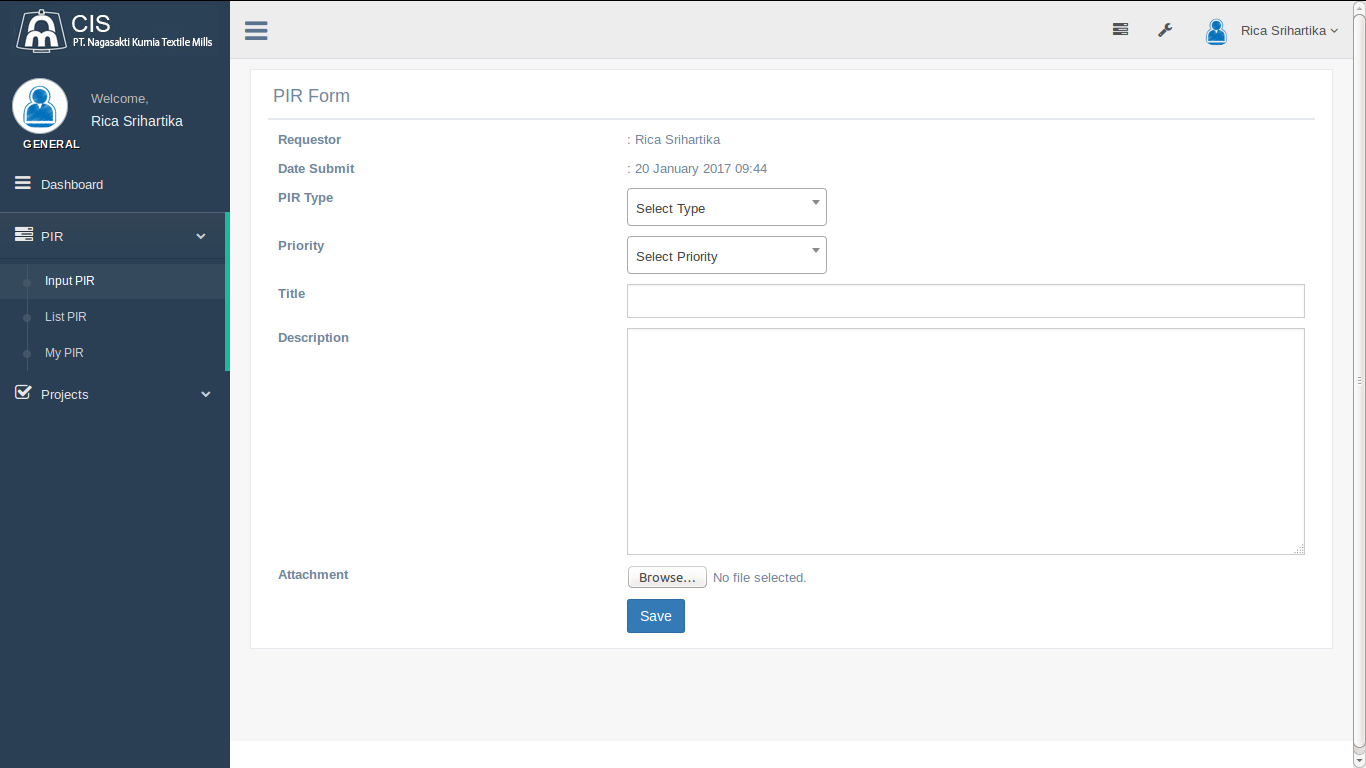 CIS
PT. Nagasakti Kurnia Textile Mills
Rica Srihartika
Welcome,
Rica Srihartika
GENERAL
Dashboard
PIR
Input PIR
List PIR
My PIR
Projects
PIR Form
Requestor : Rica Srihartika
Date Submit : 20 January 2017 09:44
PIR Type Select Type
Priority Select Priority
Title
Description
Attachment Browse... No file selected.
Save